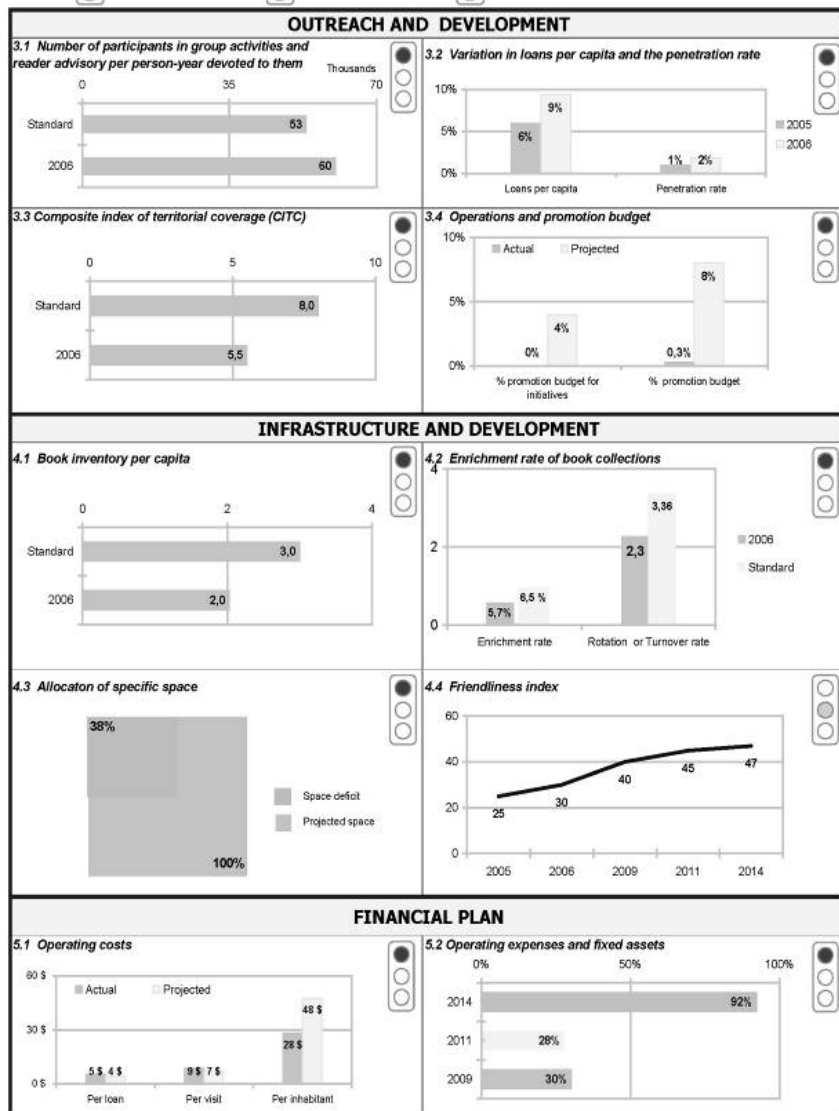 OUTREACH AND DEVELOPMENT
3.1 Number of participants in group activities and
reader advisory per person-year devoted to them
Thousands
0 35 70
Standard 53
2006 60
3.2 Variation in loans per capita and the penetration rate
10%
5%
0%
9%
6%
1% 2%
Loans per capita Penetration rate
2005
2006
3.3 Composite index of territorial coverage (CITC)
0 5 10
Standard 8,0
2006 5,5
3.4 Operations and promotion budget
10%
5%
0%
Actual Projected
8%
4%
0% 0,3%
% promotion budget for
initiatives
% promotion budget
INFRASTRUCTURE AND DEVELOPMENT
4.1 Book inventory per capita
0 2 4
Standard 3,0
2006 2,0
4.2 Enrichment rate of book collections
4
2
0
3,36
2,3
5,7% 6,5 %
Enrichment rate Rotation or Turnover rate
2006
Standard
4.3 Allocaton of specific space
38%
100%
Space deficit
Projected space
4.4 Friendliness index
60
40
20
0
25 30 40 45 47
2005 2006 2009 2011 2014
FINANCIAL PLAN
5.1 Operating costs
60 $
30 $
0 $
Actual Projected
5 $ 4 $ 9 $ 7 $ 28 $ 48 $
Per loan Per visit Per inhabitant
5.2 Operating expenses and fixed assets
0% 50% 100%
2014 92%
2011 28%
2009 30%